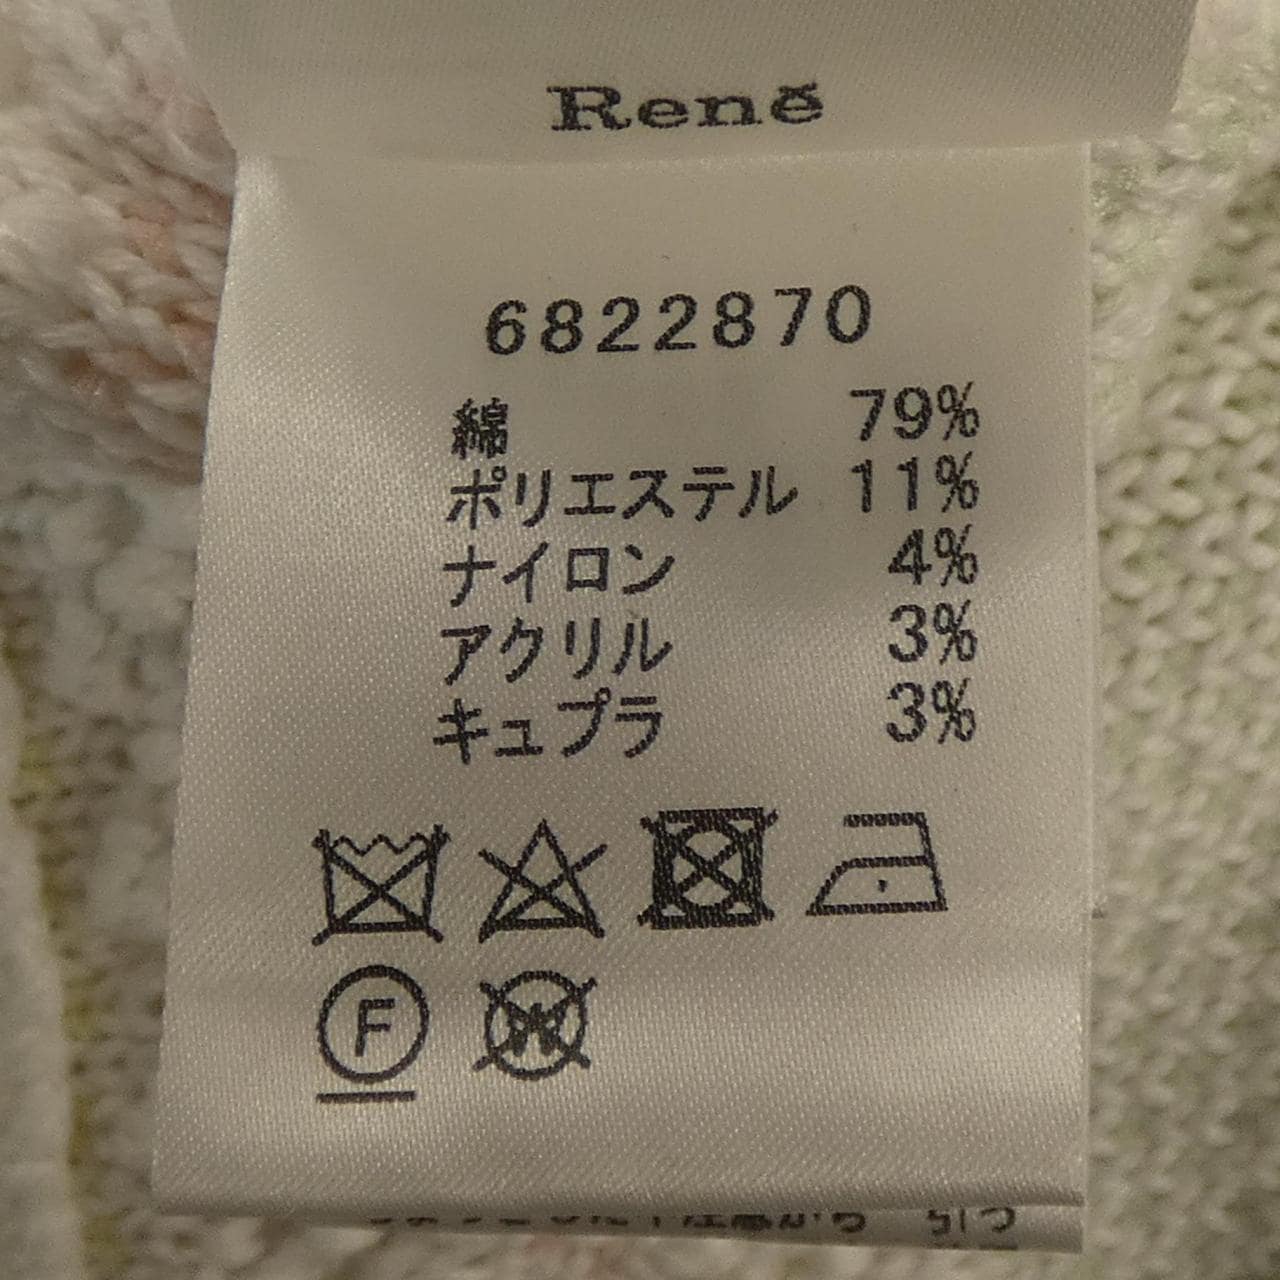 René
6822870
綿 79%
ポリエステル 11%
ナイロン 4%
アクリル 3%
キュプラ 3%
F
W